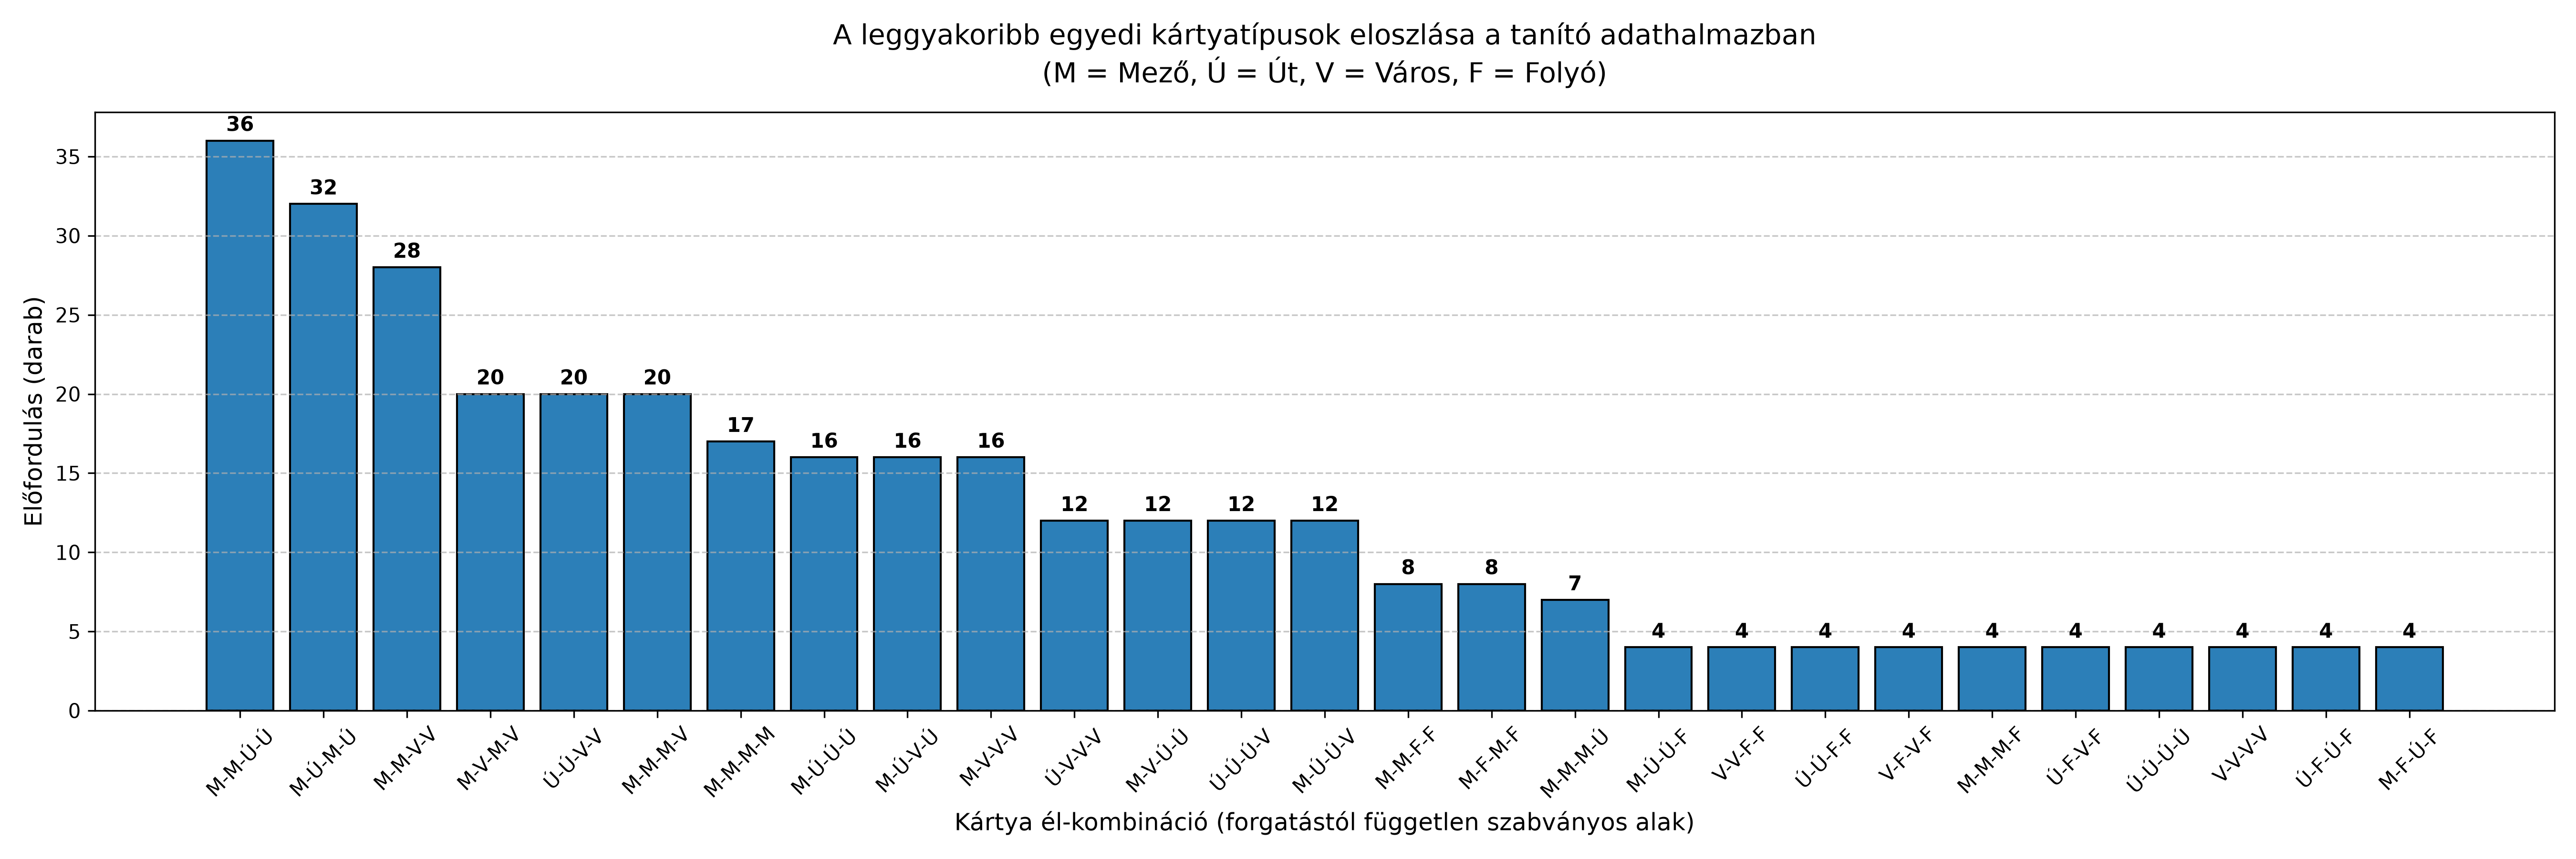 A leggyakoribb egyedi kártyatípusok eloszlása a tanító adathalmazban
(M = Mező, Ú = Út, V = Város, F = Folyó)
Előfordulás (darab)
35
30
25
20
15
10
5
0
36
32
28
20
20
20
17
16
16
16
12
12
12
12
8
8
7
4
4
4
4
4
4
4
4
4
4
M-M-Ú-Ú
M-Ú-M-Ú
M-M-V-V
M-V-M-V
Ú-Ú-V-V
M-M-M-V
M-M-M-M
M-Ú-Ú-Ú
M-Ú-V-Ú
M-V-V-V
Ú-V-V-V
M-V-Ú-Ú
Ú-Ú-Ú-V
M-Ú-Ú-V
M-M-F-F
M-F-M-F
M-M-M-Ú
M-Ú-Ú-F
V-V-F-F
Ú-Ú-F-F
V-F-V-F
M-M-M-F
Ú-F-V-F
Ú-Ú-Ú-Ú
V-V-V-V
Ú-F-Ú-F
M-F-Ú-F
Kártya él-kombináció (forgatástól független szabványos alak)